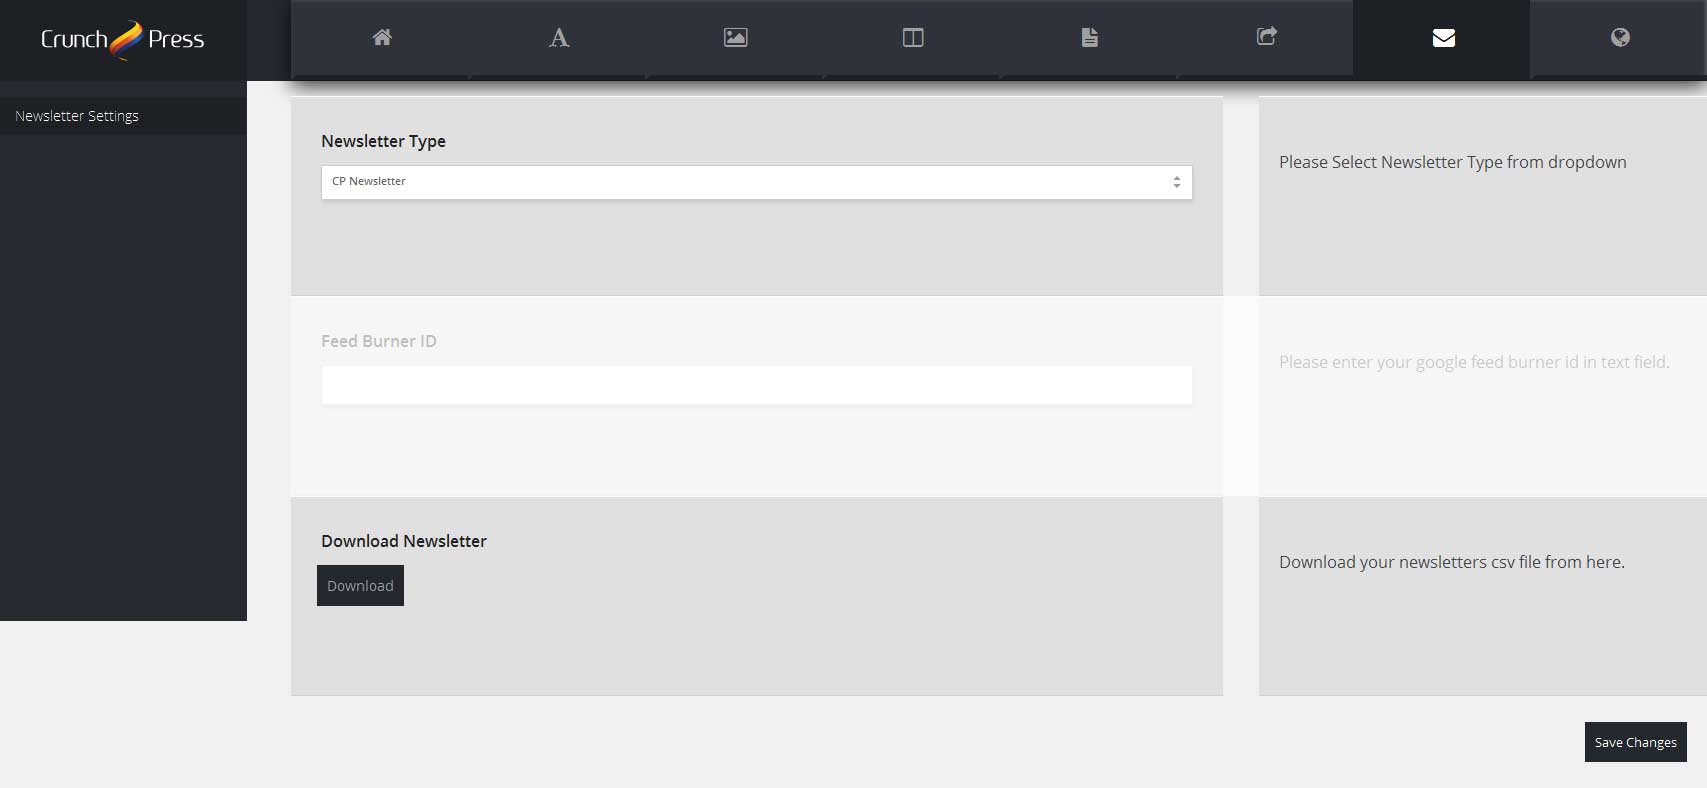 Crunch Press
Newsletter Settings
Newsletter Type
CP Newsletter
Please Select Newsletter Type from dropdown
Feed Burner ID
Please enter your google feed burner id in text field.
Download Newsletter
Download
Download your newsletters csv file from here.
Save Changes